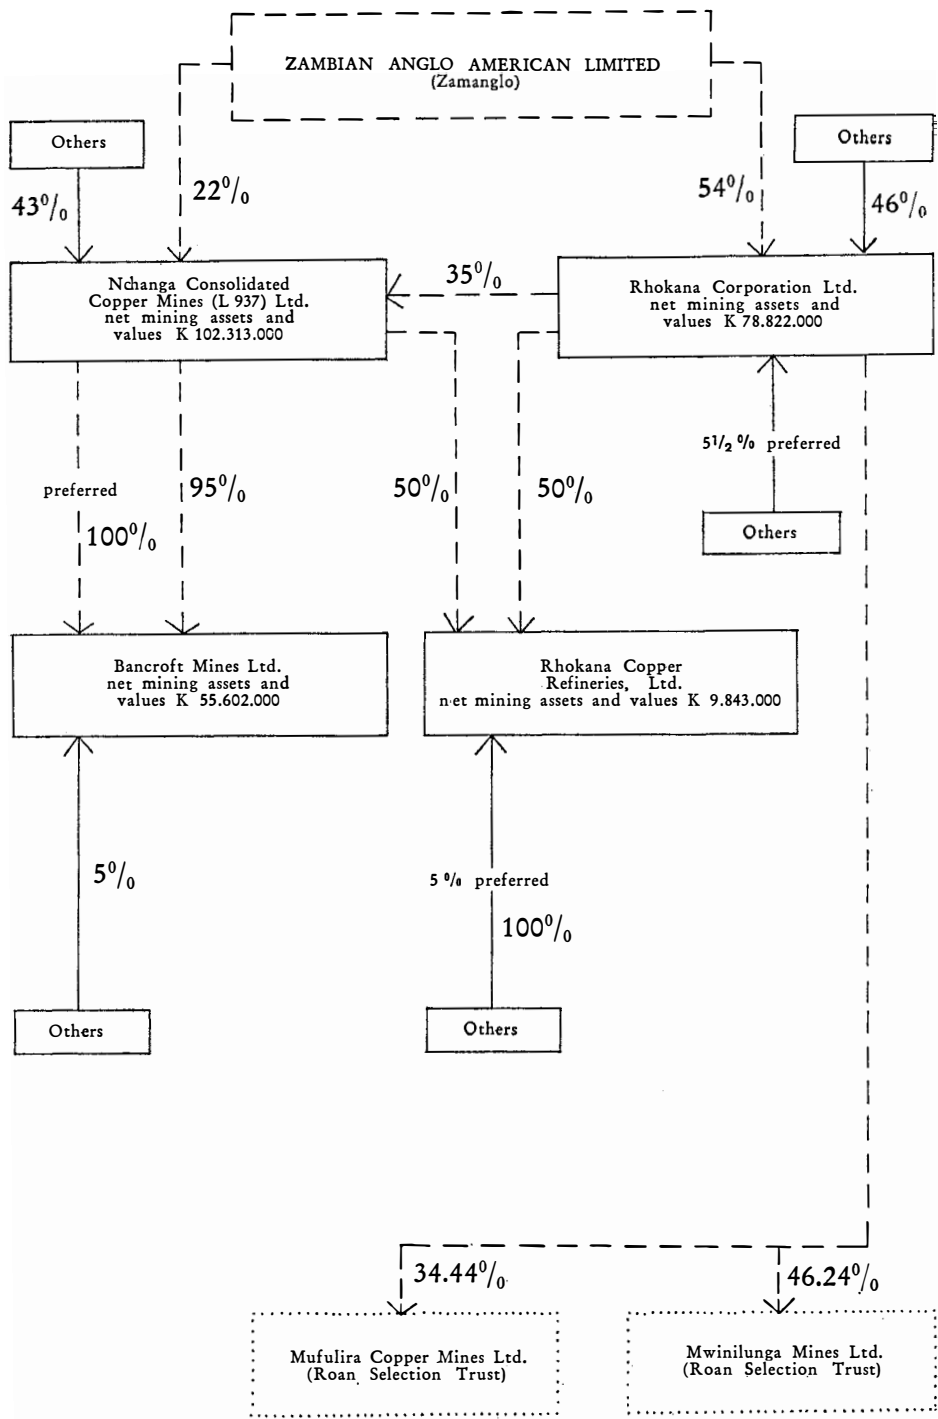 ZAMBIAN ANGLO AMERICAN LIMITED
(Zamanglo)
Others
Others
43%
22%
54%
46%
Nchanga Consolidated
Copper Mines (L 937) Ltd.
net mining assets and
values K 102.313.000
35%
Rhokana Corporation Ltd.
net mining assets and
values K 78.822.000
5 1/2 % preferred
preferred
95%
50%
50%
100%
Others
Bancroft Mines Ltd.
net mining assets and
values K 55.602.000
Rhokana Copper
Refineries, Ltd.
net mining assets and values K 9.843.000
5%
5% preferred
100%
Others
Others
34.44%
46.24%
Mufulira Copper Mines Ltd.
(Roan Selection Trust)
Mwinilunga Mines Ltd.
(Roan Selection Trust)